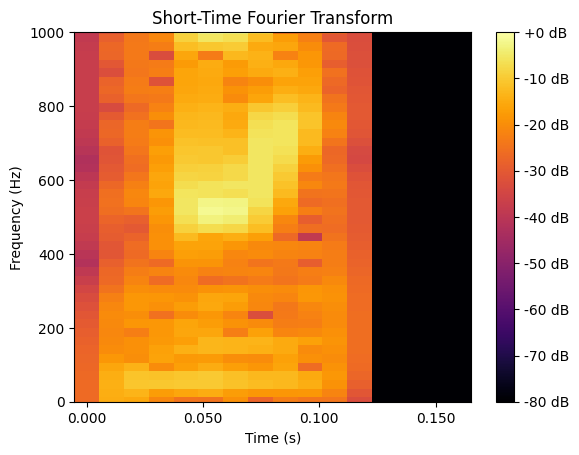 Short-Time Fourier Transform
1000
800
600
400
200
0
Frequency (Hz)
0.000
0.050
0.100
0.150
Time (s)
+0 dB
-10 dB
-20 dB
-30 dB
-40 dB
-50 dB
-60 dB
-70 dB
-80 dB